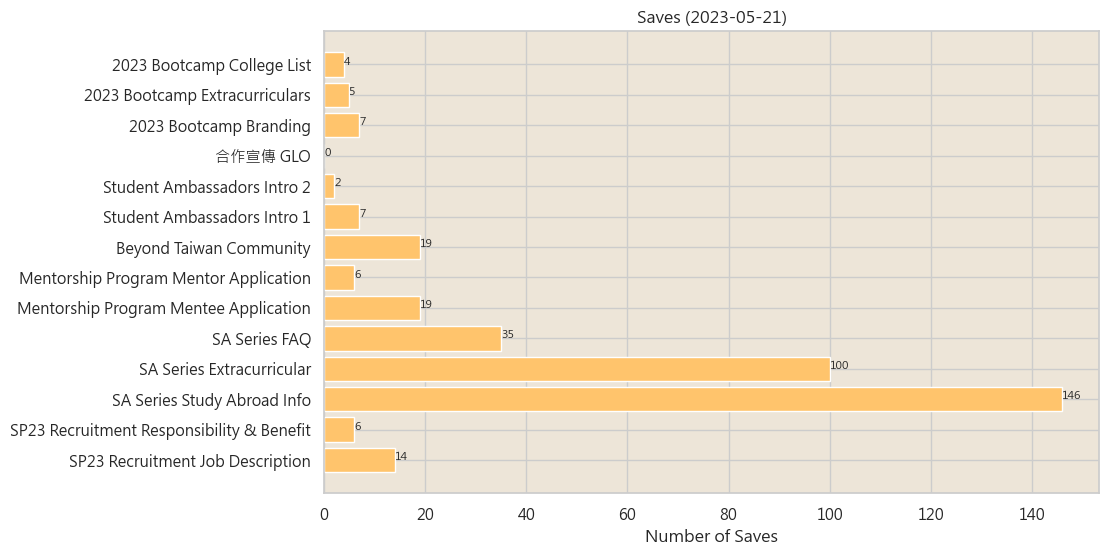 Saves (2023-05-21)
2023 Bootcamp College List 4
2023 Bootcamp Extracurriculars 5
2023 Bootcamp Branding 7
合作宣傳 GLO 0
Student Ambassadors Intro 2 2
Student Ambassadors Intro 1 7
Beyond Taiwan Community 19
Mentorship Program Mentor Application 6
Mentorship Program Mentee Application 19
SA Series FAQ 35
SA Series Extracurricular 100
SA Series Study Abroad Info 146
SP23 Recruitment Responsibility & Benefit 6
SP23 Recruitment Job Description 14
0 20 40 60 80 100 120 140
Number of Saves